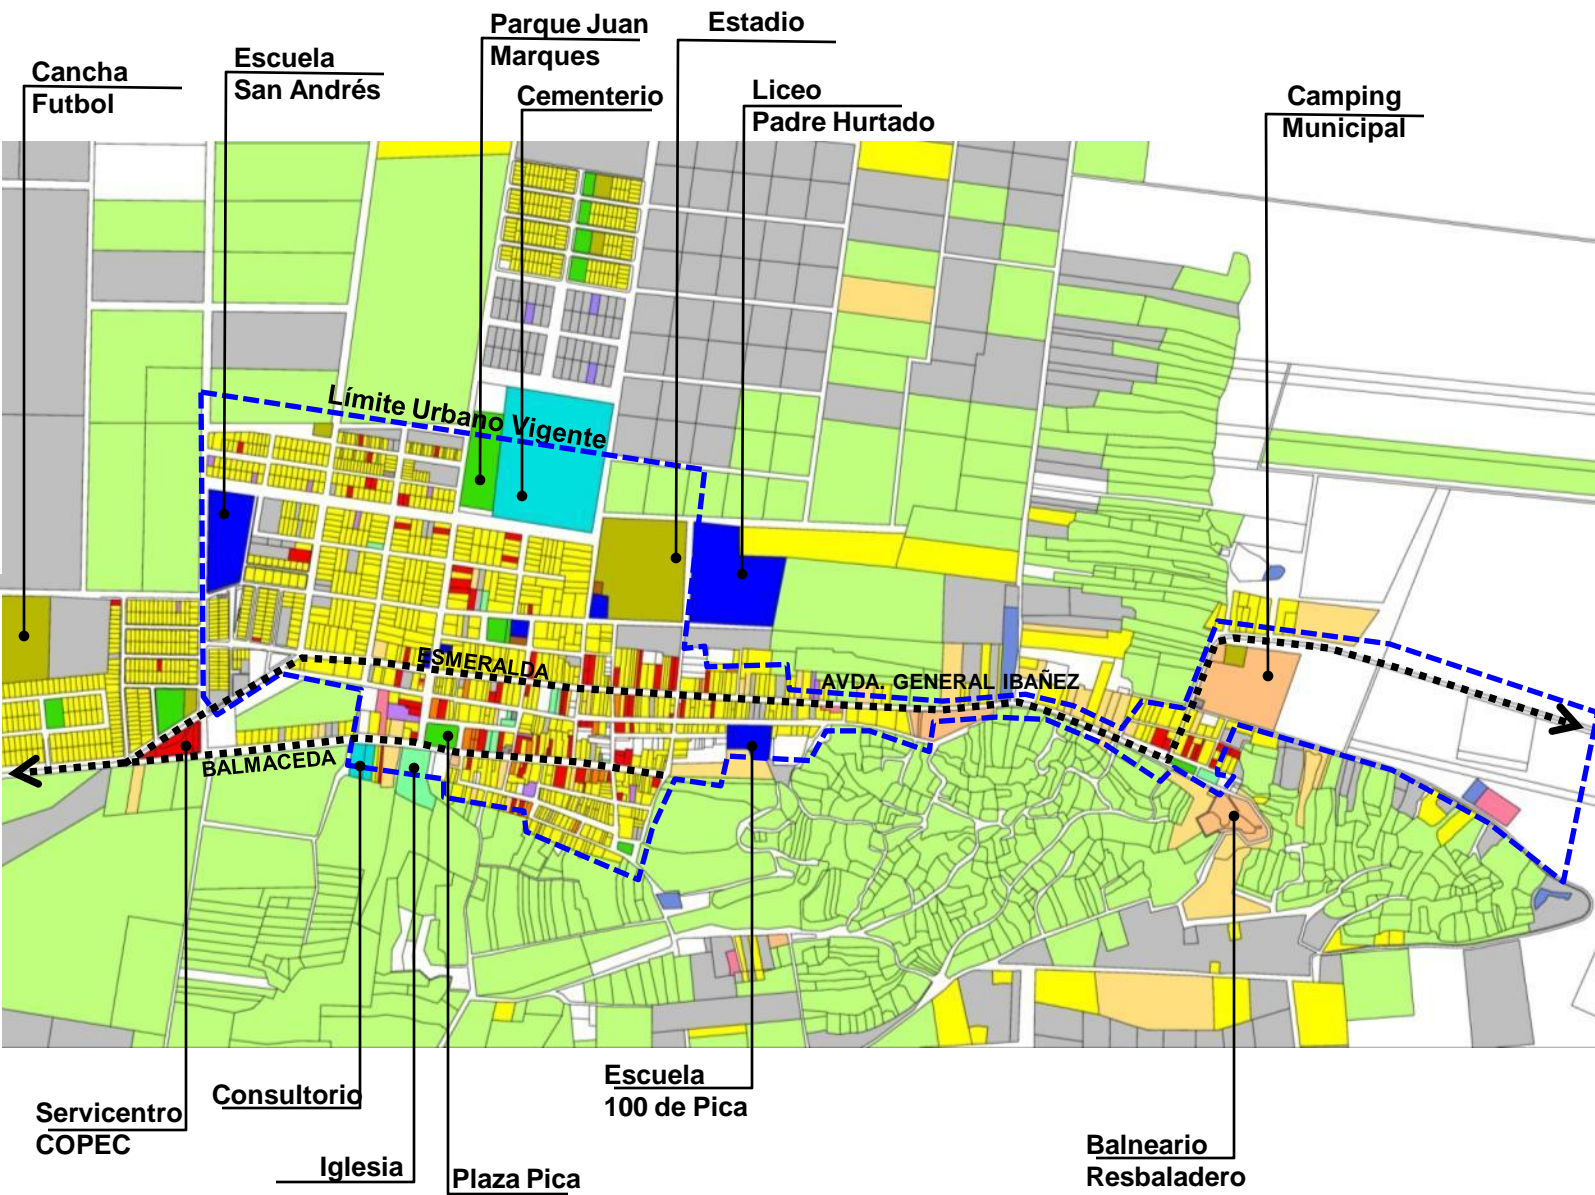 Parque Juan
Marques
Estadio
Cancha
Futbol
Escuela
San Andrés
Cementerio
Liceo
Padre Hurtado
Camping
Municipal
Límite Urbano Vigente
ESMERALDA
AVDA. GENERAL IBAÑEZ
BALMACEDA
Servicentro
COPEC
Consultorio
Iglesia
Plaza Pica
Escuela
100 de Pica
Balneario
Resbaladero